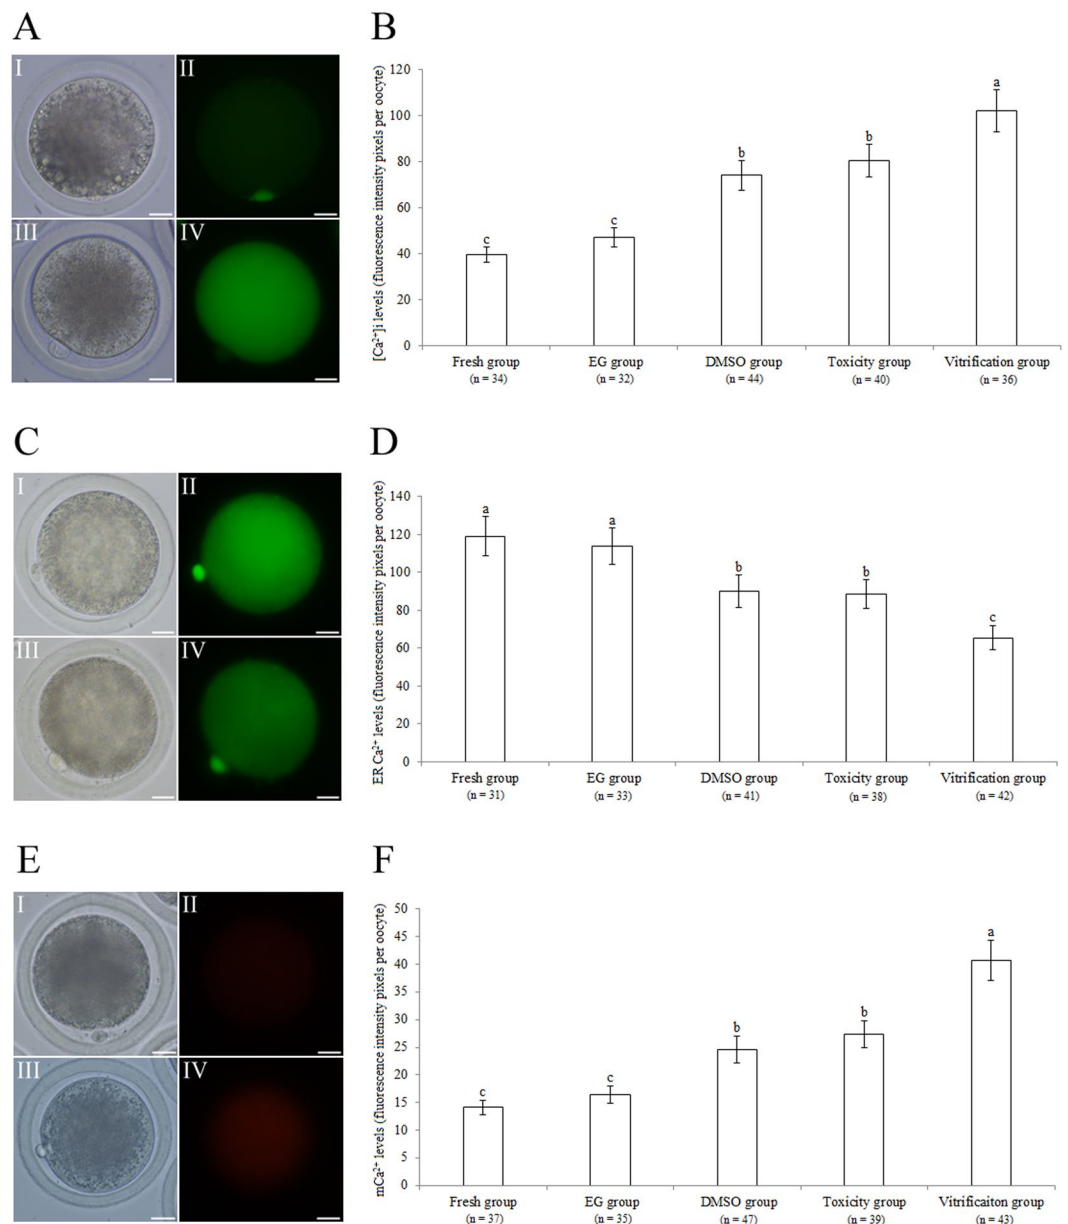 A
I
II
III
IV
B
[Ca²⁺]i levels (fluorescence intensity pixels per oocyte)
120
100
80
60
40
20
0
c
c
b
b
a
Fresh group
(n = 34)
EG group
(n = 32)
DMSO group
(n = 44)
Toxicity group
(n = 40)
Vitrification group
(n = 36)
C
I
II
III
IV
D
ER Ca²⁺ levels (fluorescence intensity pixels per oocyte)
140
120
100
80
60
40
20
0
a
a
b
b
c
Fresh group
(n = 31)
EG group
(n = 33)
DMSO group
(n = 41)
Toxicity group
(n = 38)
Vitrification group
(n = 42)
E
I
II
III
IV
F
mCa²⁺ levels (fluorescence intensity pixels per oocyte)
50
45
40
35
30
25
20
15
10
5
0
c
c
b
b
a
Fresh group
(n = 37)
EG group
(n = 35)
DMSO group
(n = 47)
Toxicity group
(n = 39)
Vitrificaiton group
(n = 43)